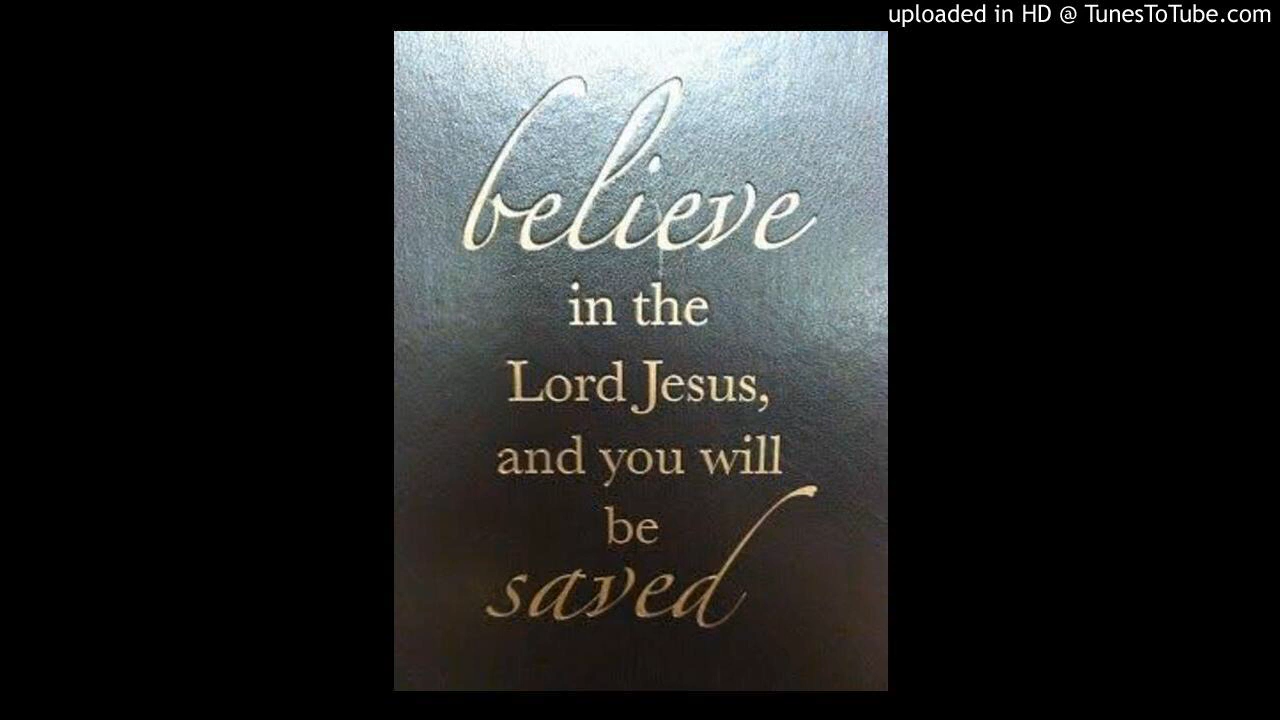 uploaded in HD @ TunesToTube.com
believe
in the
Lord Jesus,
and you will
be
saved